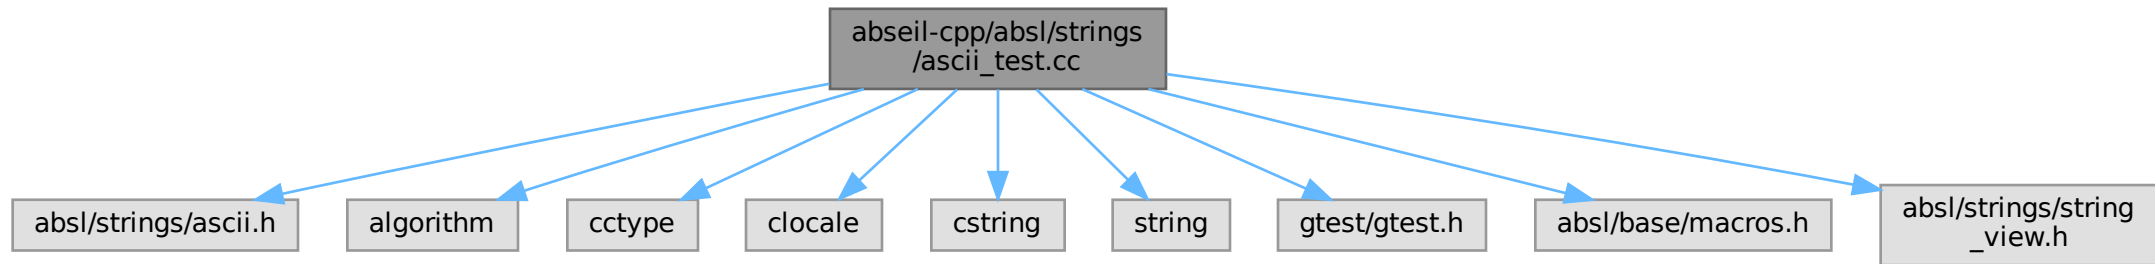 abseil-cpp/absl/strings
/ascii_test.cc
absl/strings/ascii.h
algorithm
cctype
clocale
cstring
string
gtest/gtest.h
absl/base/macros.h
absl/strings/string
_view.h